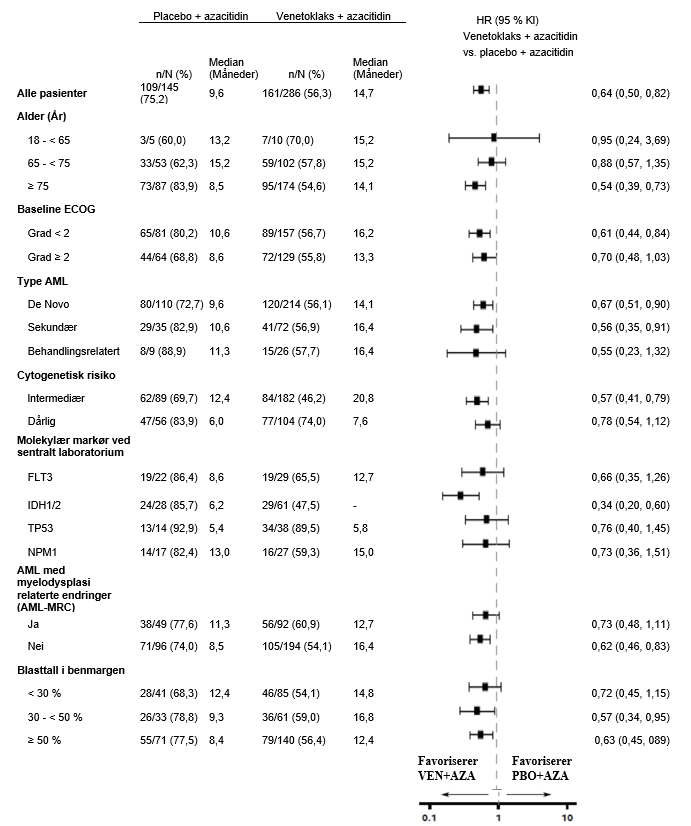 Placebo + azacitidin Venetoklaks + azacitidin HR (95 % KI)
Venetoklaks + azacitidin
vs. placebo + azacitidin
n/N (%) Median (Måneder) n/N (%) Median (Måneder)
Alle pasienter 109/145 (75,2) 9,6 161/286 (56,3) 14,7 0,64 (0,50, 0,82)
Alder (År)
18 - < 65 3/5 (60,0) 13,2 7/10 (70,0) 15,2 0,95 (0,24, 3,69)
65 - < 75 33/53 (62,3) 15,2 59/102 (57,8) 15,2 0,88 (0,57, 1,35)
≥ 75 73/87 (83,9) 8,5 95/174 (54,6) 14,1 0,54 (0,39, 0,73)
Baseline ECOG
Grad < 2 65/81 (80,2) 10,6 89/157 (56,7) 16,2 0,61 (0,44, 0,84)
Grad ≥ 2 44/64 (68,8) 8,6 72/129 (55,8) 13,3 0,70 (0,48, 1,03)
Type AML
De Novo 80/110 (72,7) 9,6 120/214 (56,1) 14,1 0,67 (0,51, 0,90)
Sekundær 29/35 (82,9) 10,6 41/72 (56,9) 16,4 0,56 (0,35, 0,91)
Behandlingsrelatert 8/9 (88,9) 11,3 15/26 (57,7) 16,4 0,55 (0,23, 1,32)
Cytogenetisk risiko
Intermediær 62/89 (69,7) 12,4 84/182 (46,2) 20,8 0,57 (0,41, 0,79)
Dårlig 47/56 (83,9) 6,0 77/104 (74,0) 7,6 0,78 (0,54, 1,12)
Molekylær markør ved
sentralt laboratorium
FLT3 19/22 (86,4) 8,6 19/29 (65,5) 12,7 0,66 (0,35, 1,26)
IDH1/2 24/28 (85,7) 6,2 29/61 (47,5) - 0,34 (0,20, 0,60)
TP53 13/14 (92,9) 5,4 34/38 (89,5) 5,8 0,76 (0,40, 1,45)
NPM1 14/17 (82,4) 13,0 16/27 (59,3) 15,0 0,73 (0,36, 1,51)
AML med
myelodysplasi
relaterte endringer
(AML-MRC)
Ja 38/49 (77,6) 11,3 56/92 (60,9) 12,7 0,73 (0,48, 1,11)
Nei 71/96 (74,0) 8,5 105/194 (54,1) 16,4 0,62 (0,46, 0,83)
Blasttall i benmargen
< 30 % 28/41 (68,3) 12,4 46/85 (54,1) 14,8 0,72 (0,45, 1,15)
30 - < 50 % 26/33 (78,8) 9,3 36/61 (59,0) 16,8 0,57 (0,34, 0,95)
≥ 50 % 55/71 (77,5) 8,4 79/140 (56,4) 12,4 0,63 (0,45, 089)
Favoriserer Favoriserer
VEN+AZA PBO+AZA
0.1 1 10